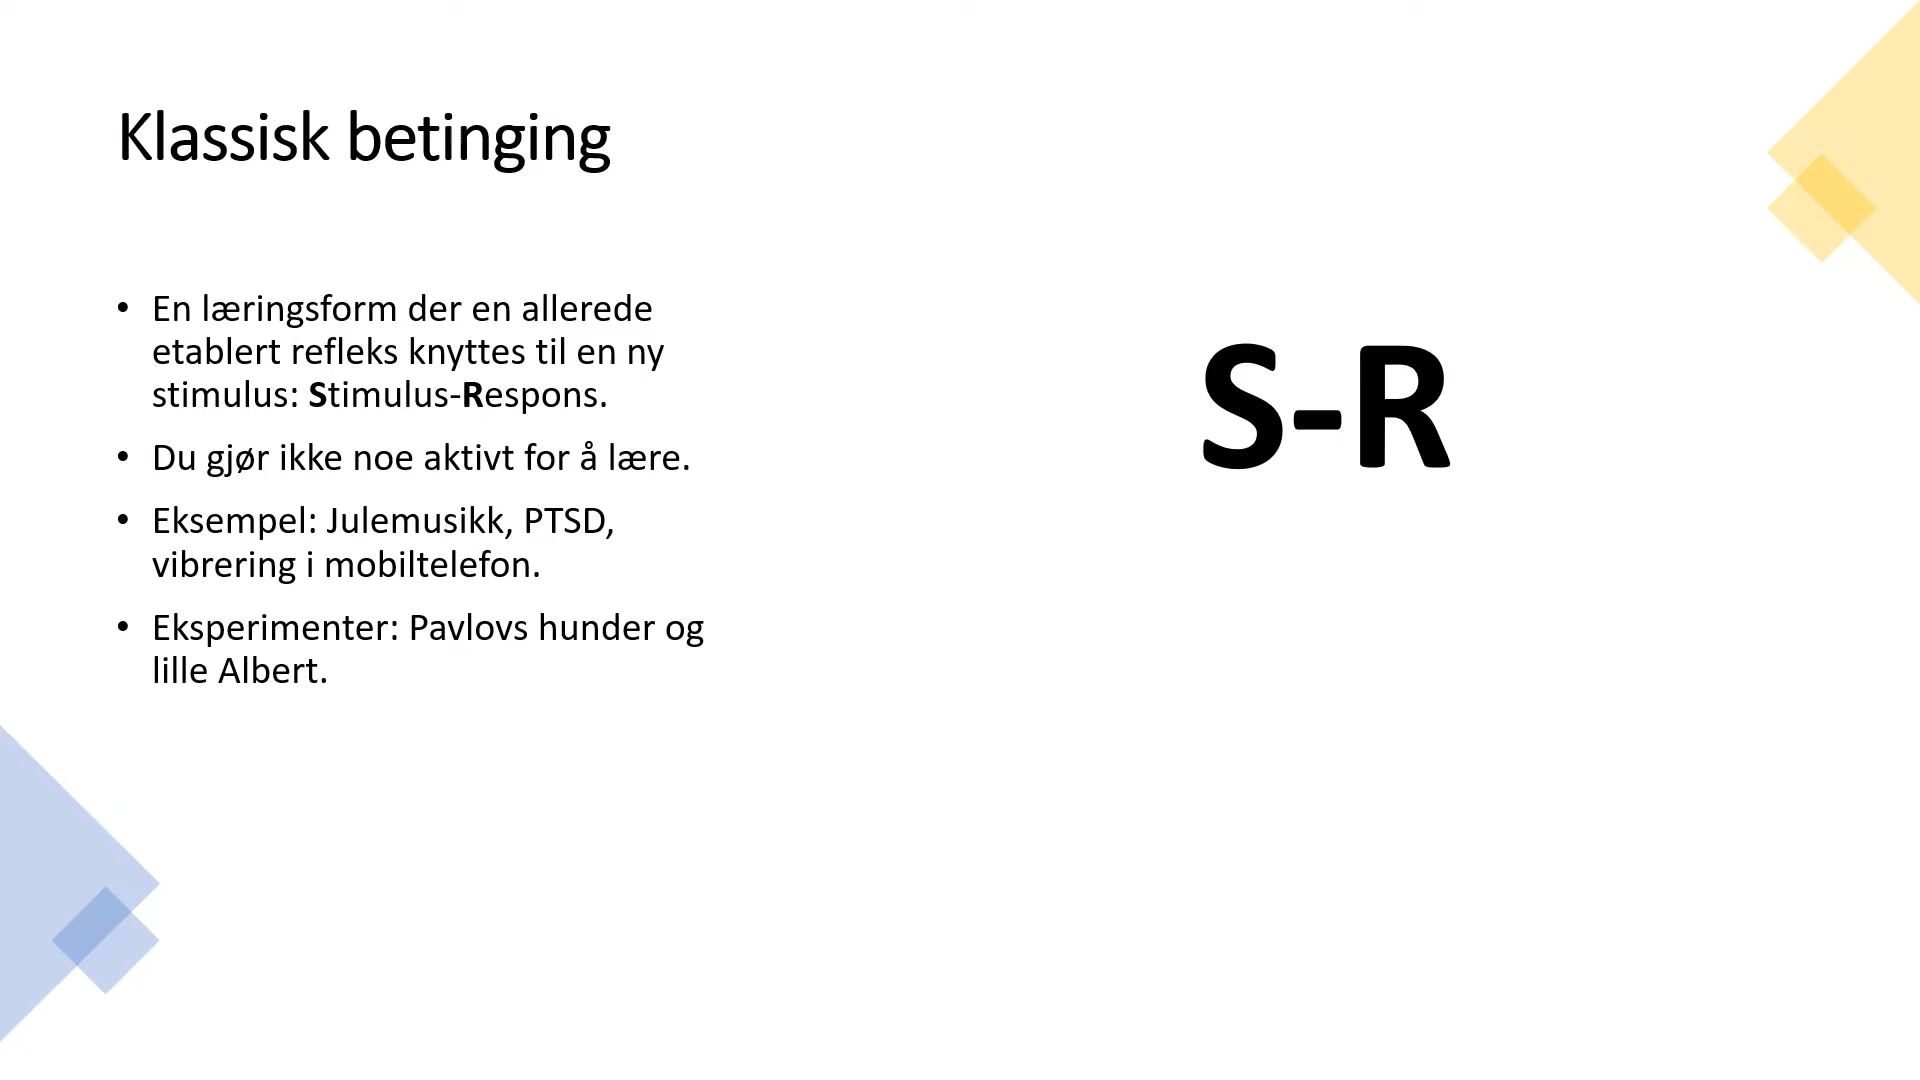 Klassisk betinging
• En læringsform der en allerede
etablert refleks knyttes til en ny
stimulus: Stimulus-Respons.
• Du gjør ikke noe aktivt for å lære.
• Eksempel: Julemusikk, PTSD,
vibrering i mobiltelefon.
• Eksperimenter: Pavlovs hunder og
lille Albert.
S-R